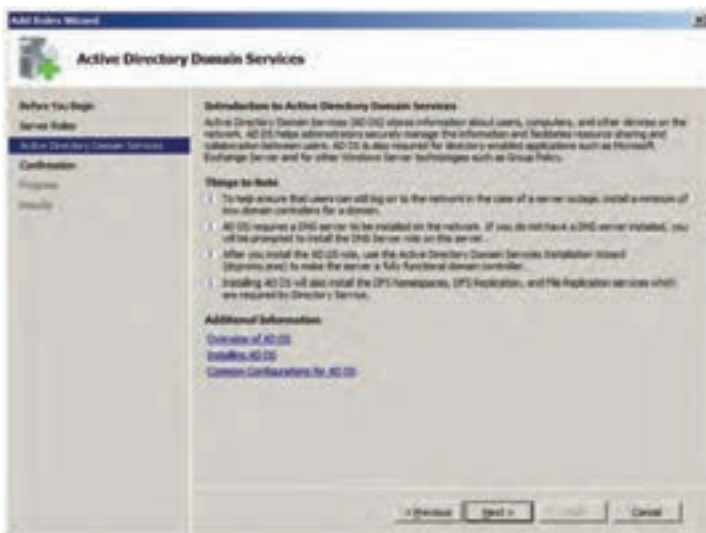 Add Roles Wizard
Active Directory Domain Services
Before You Begin
Server Roles
Active Directory Domain Services
Confirmation
Progress
Results
Introduction to Active Directory Domain Services
Active Directory Domain Services (AD DS) stores information about users, computers, and other devices on the
network. AD DS helps administrators securely manage this information and facilitates resource sharing and
collaboration between users. AD DS is also required for directory-enabled applications such as Microsoft
Exchange Server and for other Windows Server technologies such as Group Policy.
Things to Note
To help ensure that users can still log on to the network in the case of a server outage, install a minimum of
two domain controllers for a domain.
AD DS requires a DNS server to be installed on the network. If you do not have a DNS server installed, you
will be prompted to install the DNS Server role on this server.
After you install the AD DS role, use the Active Directory Domain Services Installation Wizard
(dcpromo.exe) to make the server a fully functional domain controller.
Installing AD DS will also install the DFS Namespaces, DFS Replication, and File Replication services which
are required by Directory Service.
Additional Information
Overview of AD DS
Installing AD DS
Common Configurations for AD DS
< Previous
Next >
Install
Cancel